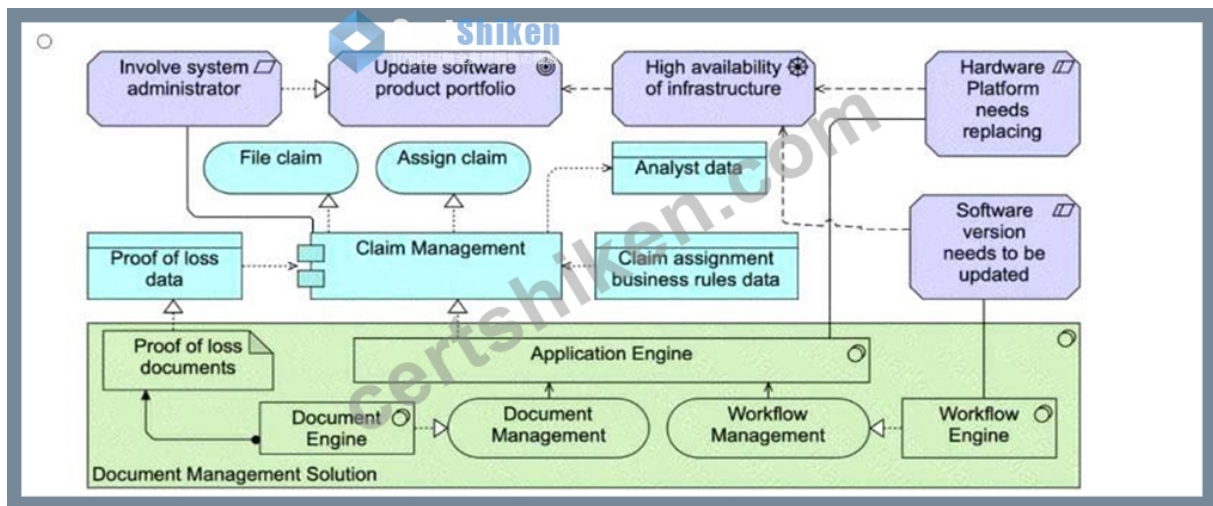 CertShiken
Involve system
administrator
Update software
product portfolio
High availability
of infrastructure
Hardware
Platform
needs
replacing
File claim
Assign claim
Analyst data
Software
version
needs to be
updated
Proof of loss
data
Claim Management
Claim assignment
business rules data
certshiken.com
Proof of loss
documents
Application Engine
Document
Engine
Document
Management
Workflow
Management
Workflow
Engine
Document Management Solution